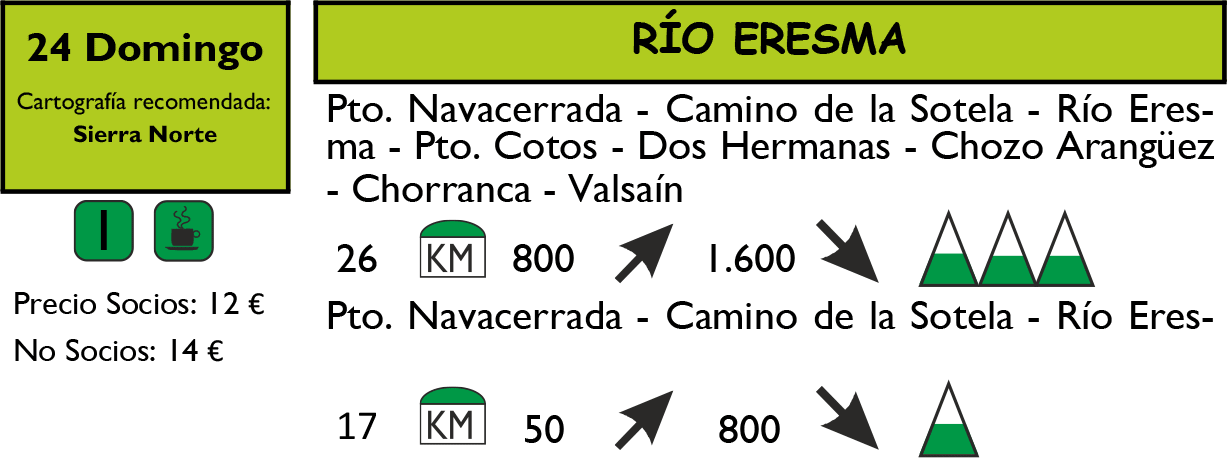 24 Domingo
Cartografía recomendada:
Sierra Norte
I
Precio Socios: 12 €
No Socios: 14 €
RÍO ERESMA
Pto. Navacerrada - Camino de la Sotela - Río Eres-
ma - Pto. Cotos - Dos Hermanas - Chozo Arangüez
- Chorranca - Valsaín
26 KM 800 1.600
Pto. Navacerrada - Camino de la Sotela - Río Eres-
17 KM 50 800